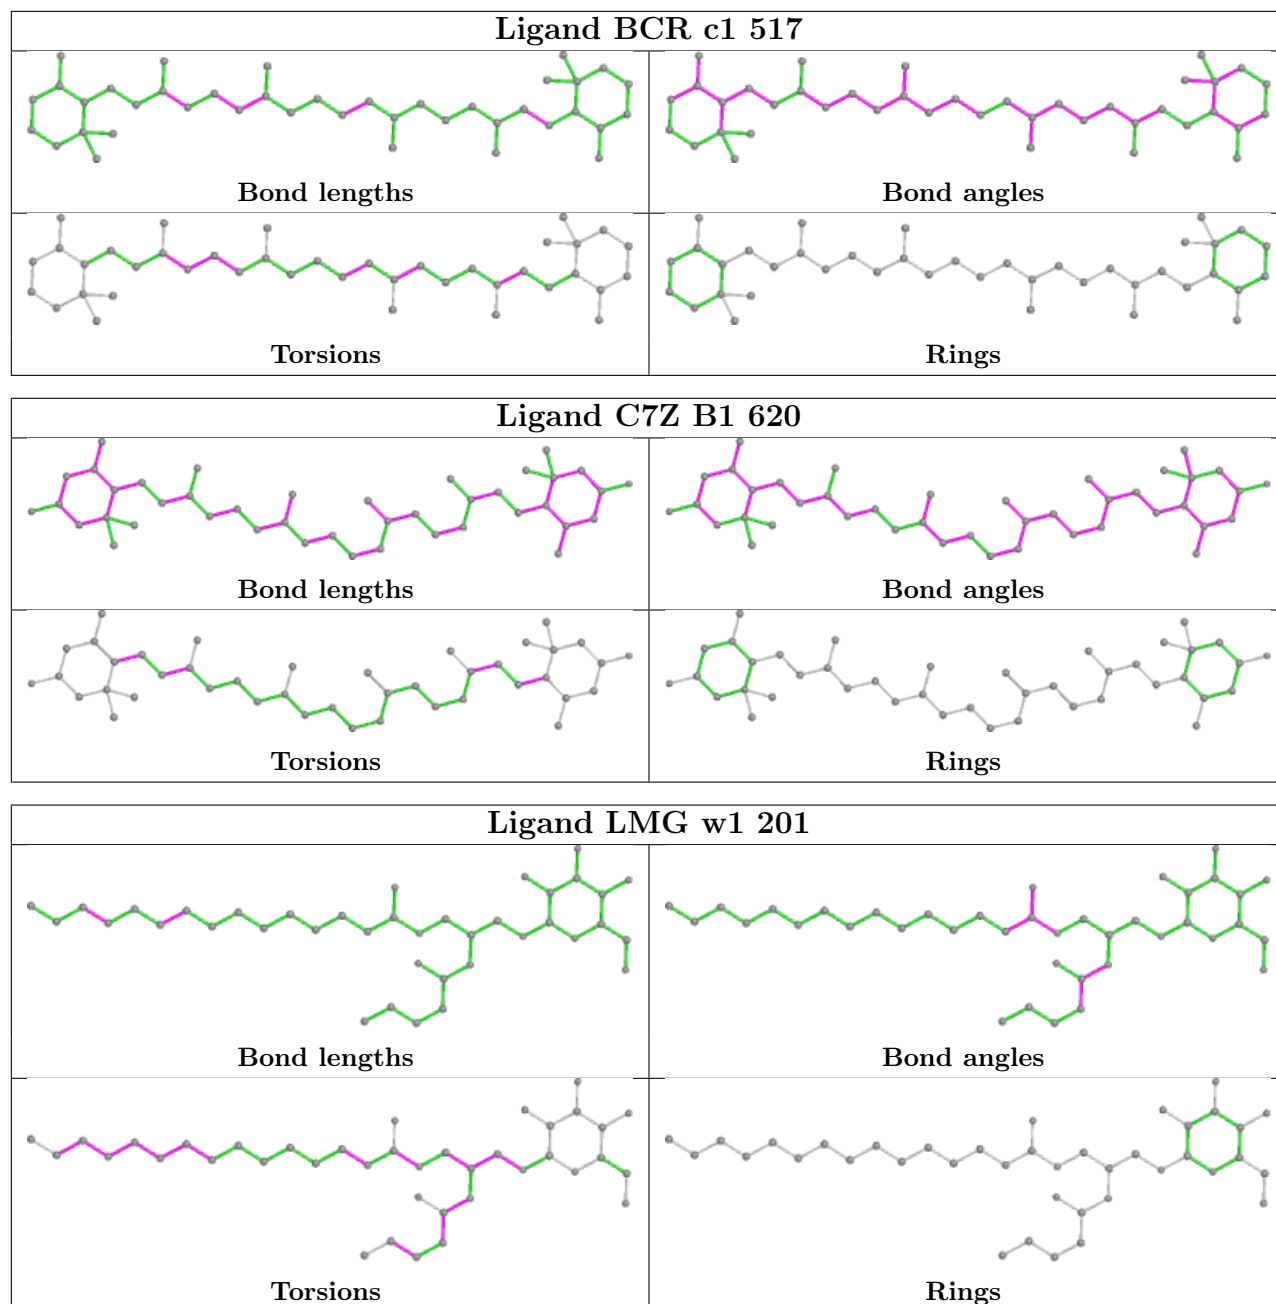 Ligand BCR c1 517
Bond lengths
Bond angles
Torsions
Rings
Ligand C7Z B1 620
Bond lengths
Bond angles
Torsions
Rings
Ligand LMG w1 201
Bond lengths
Bond angles
Torsions
Rings